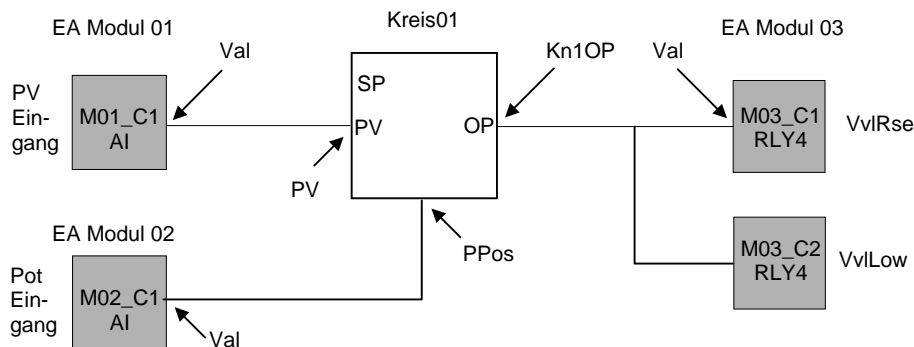 EA Modul 01
Kreis01
EA Modul 03
Val
Kn1OP
Val
PV
Ein-
gang
M01_C1
AI
SP
PV
OP
M03_C1
RLY4
VvlRse
PV
EA Modul 02
PPos
Pot
Ein-
gang
M02_C1
AI
Val
M03_C2
RLY4
VvlLow